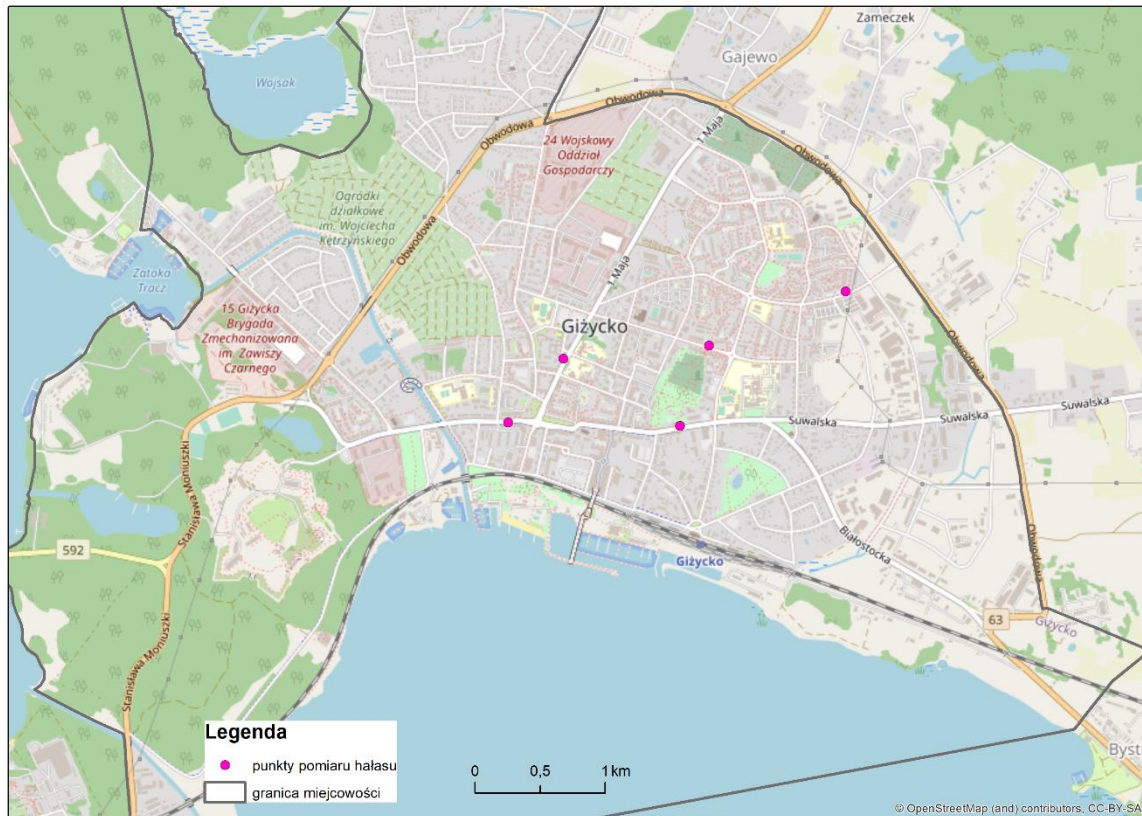 Zameczek
Gajewo
Wojsak
Obwodowa
Obwodowa
24 Wojskowy
Oddział
Gospodarczy
1 Maja
Obwodowa
Ogródki
działkowe
im. Wojciecha
Kętrzyńskiego
Obwodowa
1 Maja
Zatoka
Tracz
15 Giżycka
Brygada
Zmechanizowana
im. Zawiszy
Czarnego
Giżycko
Obwodowa
Suwalska
Suwalska
Suwalska
Stanisława Moniuszki
592
Białostocka
Giżycko
Obwodowa
63
Giżycko
Stanisława Moniuszki
Legenda
punkty pomiaru hałasu
granica miejcowości
0 0,5 1 km
Byst
© OpenStreetMap (and) contributors, CC-BY-SA